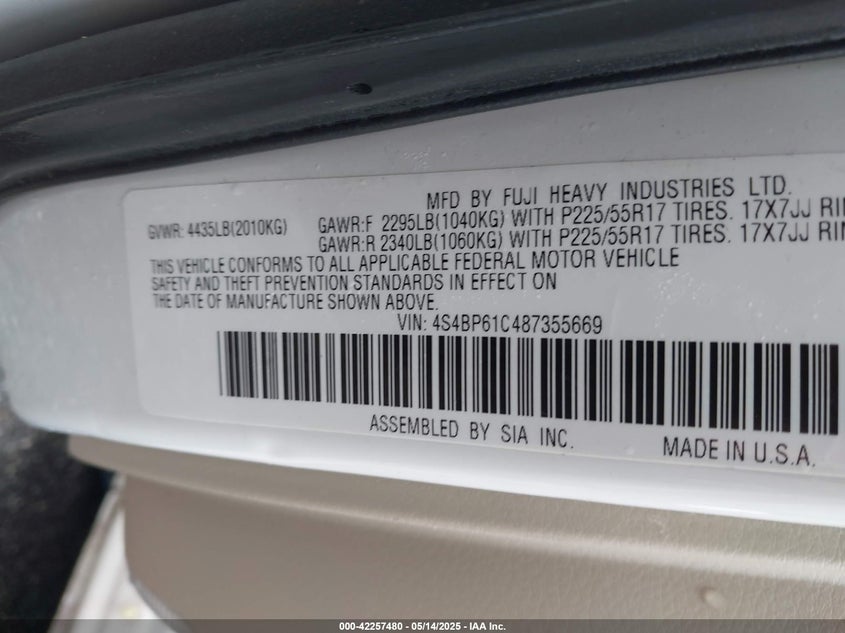 MFD BY FUJI HEAVY INDUSTRIES LTD.
GVWR: 4435LB(2010KG) GAWR:F 2295LB(1040KG) WITH P225/55R17 TIRES. 17X7JJ
GAWR:R 2340LB(1060KG) WITH P225/55R17 TIRES. 17X7JJ
THIS VEHICLE CONFORMS TO ALL APPLICABLE FEDERAL MOTOR VEHICLE
SAFETY AND THEFT PREVENTION STANDARDS IN EFFECT ON
THE DATE OF MANUFACTURE SHOWN ABOVE.
VIN: 4S4BP61C487355669
ASSEMBLED BY SIA INC.
MADE IN U.S.A.
000-42257480 - 05/14/2025 - IAA Inc.